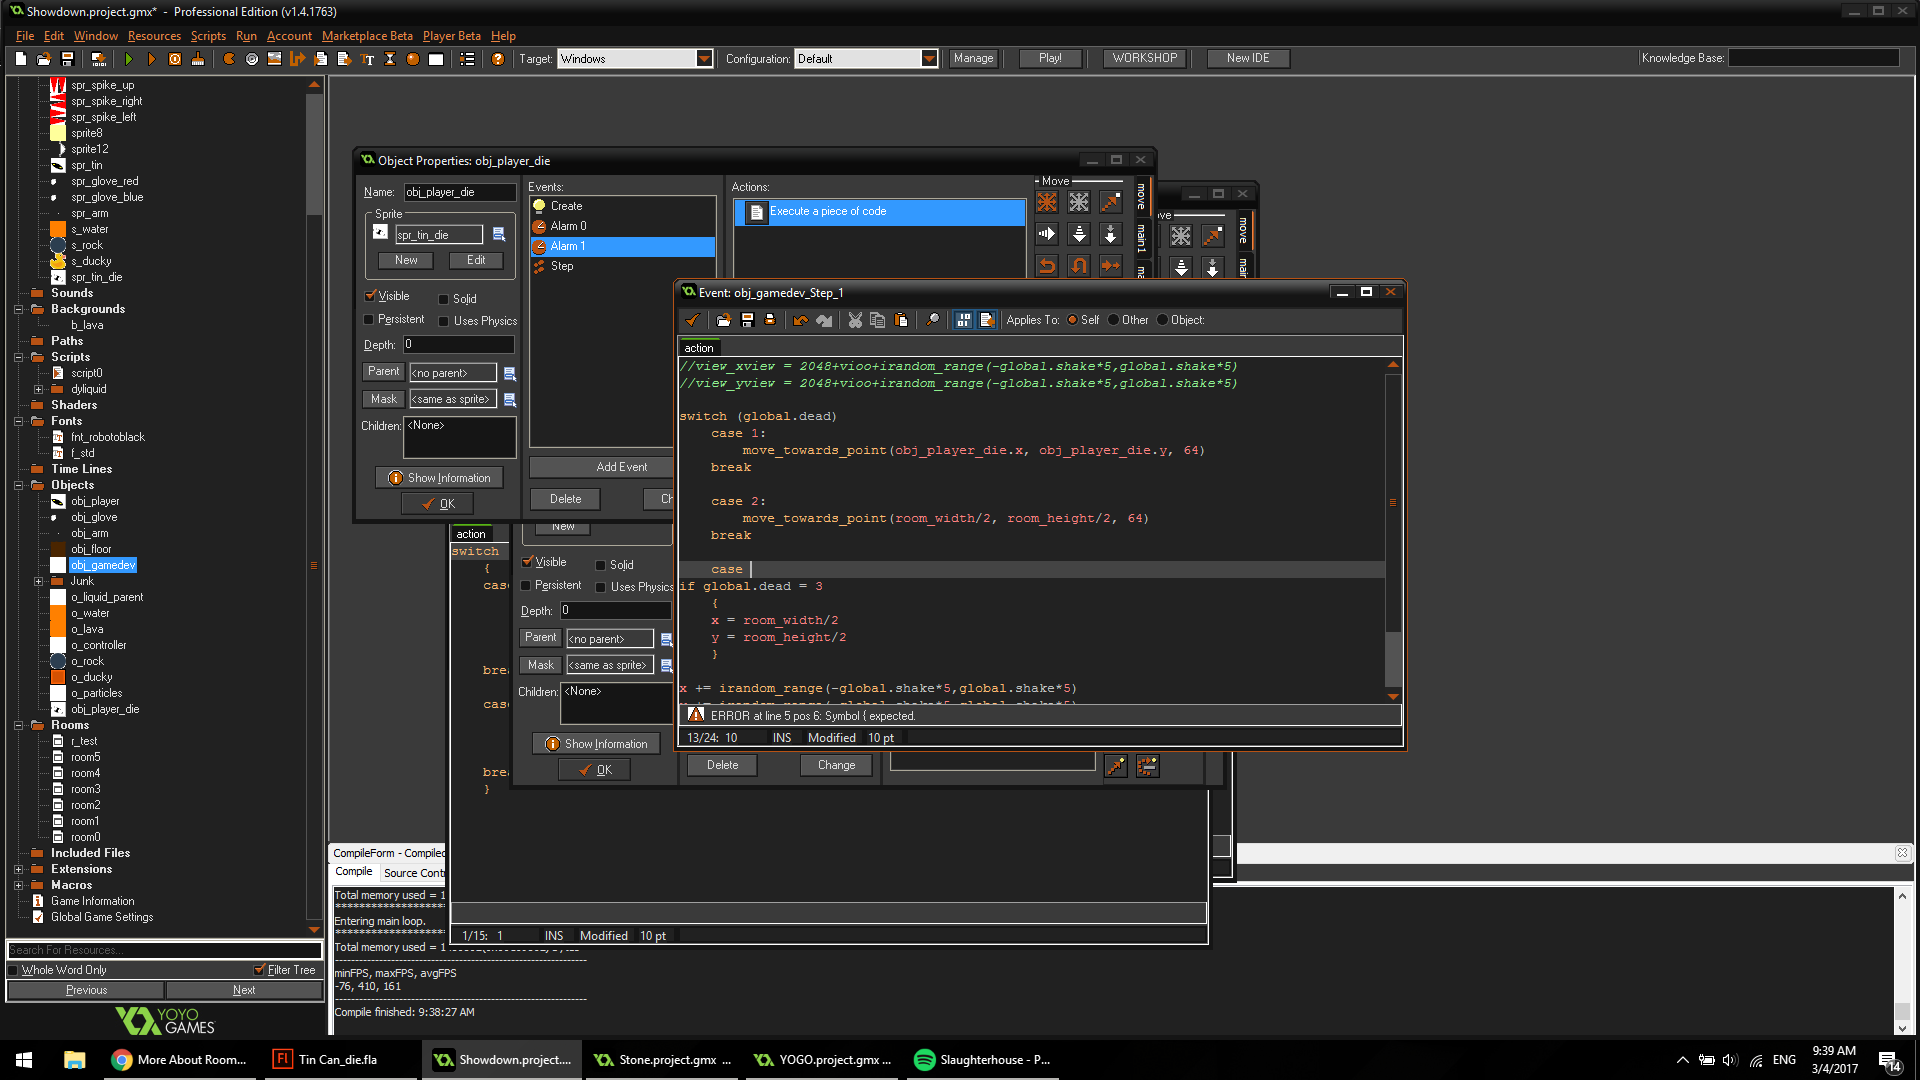 Showdown.project.gmx* - Professional Edition (v1.4.1763)
File Edit Window Resources Scripts Run Account Marketplace Beta Player Beta Help
Target: Windows Configuration: Default Manage Play! WORKSHOP New IDE Knowledge Base:
spr_spike_up
spr_spike_right
spr_spike_left
sprite8
sprite12
spr_tin
spr_glove_red
spr_glove_blue
spr_arm
s_water
s_rock
s_ducky
spr_tin_die
Sounds
Backgrounds
b_lava
Paths
Scripts
script0
dyliquid
Shaders
Fonts
fnt_robotoblack
f_std
Time Lines
Objects
obj_player
obj_glove
obj_arm
obj_floor
obj_gamedev
Junk
o_liquid_parent
o_water
o_lava
o_controller
o_rock
o_ducky
o_particles
obj_player_die
Rooms
r_test
room5
room4
room3
room2
room1
room0
Included Files
Extensions
Macros
Game Information
Global Game Settings
Search For Resources...
Whole Word Only Filter Tree
Previous Next
YOYO
GAMES
Object Properties: obj_player_die
Name: obj_player_die
Sprite
spr_tin_die
New Edit
Visible Solid
Persistent Uses Physics
Depth: 0
Parent <no parent>
Mask <same as sprite>
Children: <None>
Show Information
OK
Events:
Create
Alarm 0
Alarm 1
Step
Add Event
Delete Ch
Actions:
Execute a piece of code
Move
move
main1
ma
ve
move
main
Event: obj_gamedev_Step_1
Applies To: Self Other Object:
action
//view_xview = 2048+vioo+irandom_range(-global.shake*5,global.shake*5)
//view_yview = 2048+vioo+irandom_range(-global.shake*5,global.shake*5)
switch (global.dead)
case 1:
move_towards_point(obj_player_die.x, obj_player_die.y, 64)
break
case 2:
move_towards_point(room_width/2, room_height/2, 64)
break
case
if global.dead = 3
{
x = room_width/2
y = room_height/2
}
x += irandom_range(-global.shake*5,global.shake*5)
ERROR at line 5 pos 6: Symbol { expected.
13/24: 10 INS Modified 10 pt
action
switch
{
case
brea
case
brea
}
1/15: 1 INS Modified 10 pt
New
Visible Solid
Persistent Uses Physics
Depth: 0
Parent <no parent>
Mask <same as sprite>
Children: <None>
Show Information
OK
Delete Change
CompileForm - Compiled
Compile Source Contr
Total memory used = 1
***********************
Entering main loop.
***********************
Total memory used =
minFPS, maxFPS, avgFPS
-76, 410, 161
Compile finished: 9:38:27 AM
More About Room...
Fl Tin Can_die.fla
Showdown.project....
Stone.project.gmx ...
YOGO.project.gmx ...
Slaughterhouse - P...
ENG
9:39 AM
3/4/2017
14